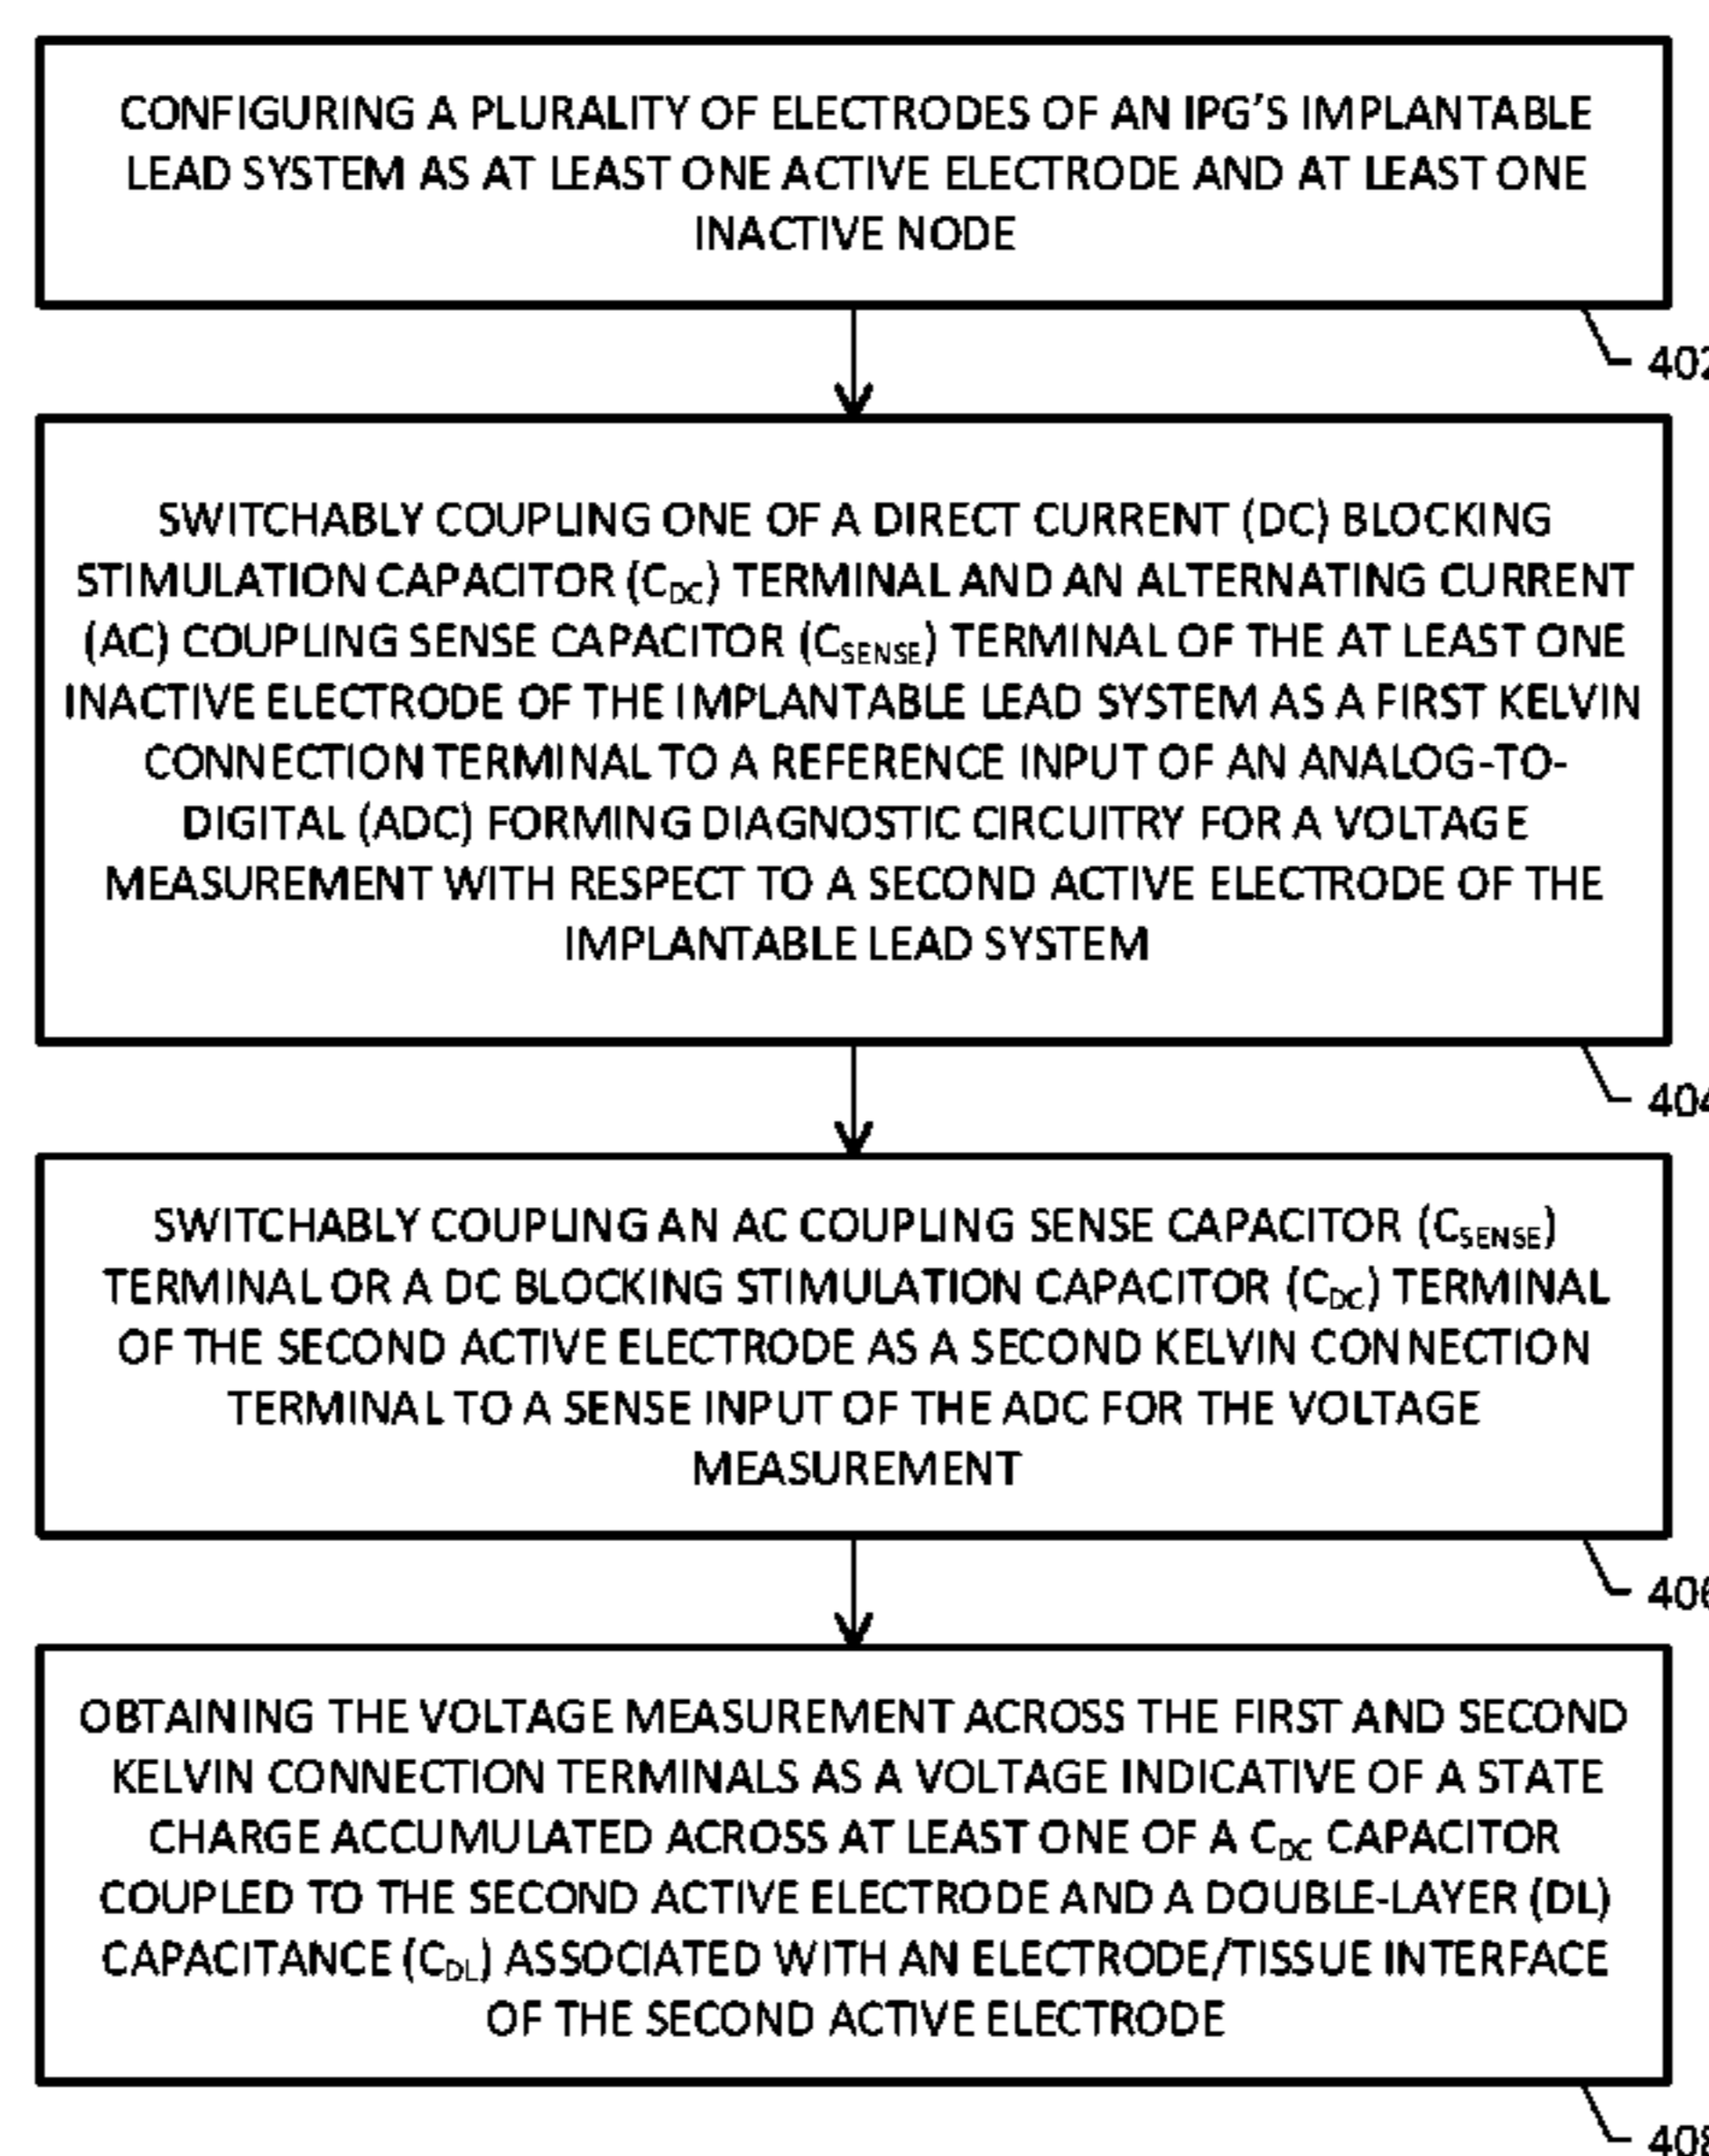 CONFIGURING A PLURALITY OF ELECTRODES OF AN IPG'S IMPLANTABLE
LEAD SYSTEM AS AT LEAST ONE ACTIVE ELECTRODE AND AT LEAST ONE
INACTIVE NODE
402
SWITCHABLY COUPLING ONE OF A DIRECT CURRENT (DC) BLOCKING
STIMULATION CAPACITOR (CDC) TERMINAL AND AN ALTERNATING CURRENT
(AC) COUPLING SENSE CAPACITOR (CSENSE) TERMINAL OF THE AT LEAST ONE
INACTIVE ELECTRODE OF THE IMPLANTABLE LEAD SYSTEM AS A FIRST KELVIN
CONNECTION TERMINAL TO A REFERENCE INPUT OF AN ANALOG-TO-
DIGITAL (ADC) FORMING DIAGNOSTIC CIRCUITRY FOR A VOLTAGE
MEASUREMENT WITH RESPECT TO A SECOND ACTIVE ELECTRODE OF THE
IMPLANTABLE LEAD SYSTEM
404
SWITCHABLY COUPLING AN AC COUPLING SENSE CAPACITOR (CSENSE)
TERMINAL OR A DC BLOCKING STIMULATION CAPACITOR (CDC) TERMINAL
OF THE SECOND ACTIVE ELECTRODE AS A SECOND KELVIN CONNECTION
TERMINAL TO A SENSE INPUT OF THE ADC FOR THE VOLTAGE
MEASUREMENT
406
OBTAINING THE VOLTAGE MEASUREMENT ACROSS THE FIRST AND SECOND
KELVIN CONNECTION TERMINALS AS A VOLTAGE INDICATIVE OF A STATE
CHARGE ACCUMULATED ACROSS AT LEAST ONE OF A CDC CAPACITOR
COUPLED TO THE SECOND ACTIVE ELECTRODE AND A DOUBLE-LAYER (DL)
CAPACITANCE (CDL) ASSOCIATED WITH AN ELECTRODE/TISSUE INTERFACE
OF THE SECOND ACTIVE ELECTRODE
408